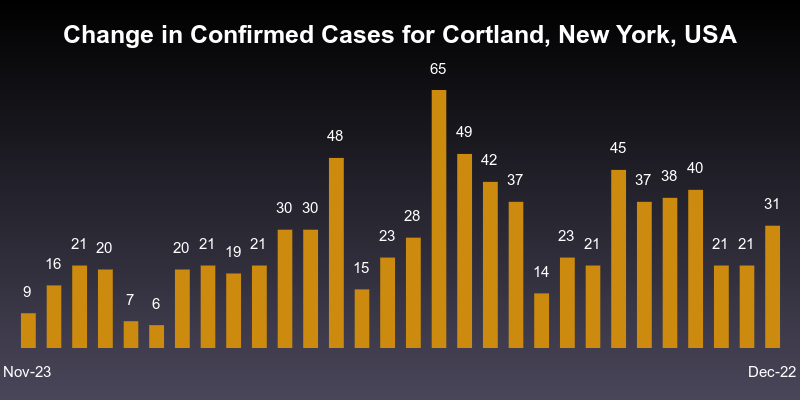 Change in Confirmed Cases for Cortland, New York, USA
9 16 21 20 7 6 20 21 19 21 30 30 48 15 23 28 65 49 42 37 14 23 21 45 37 38 40 21 21 31
Nov-23 Dec-22